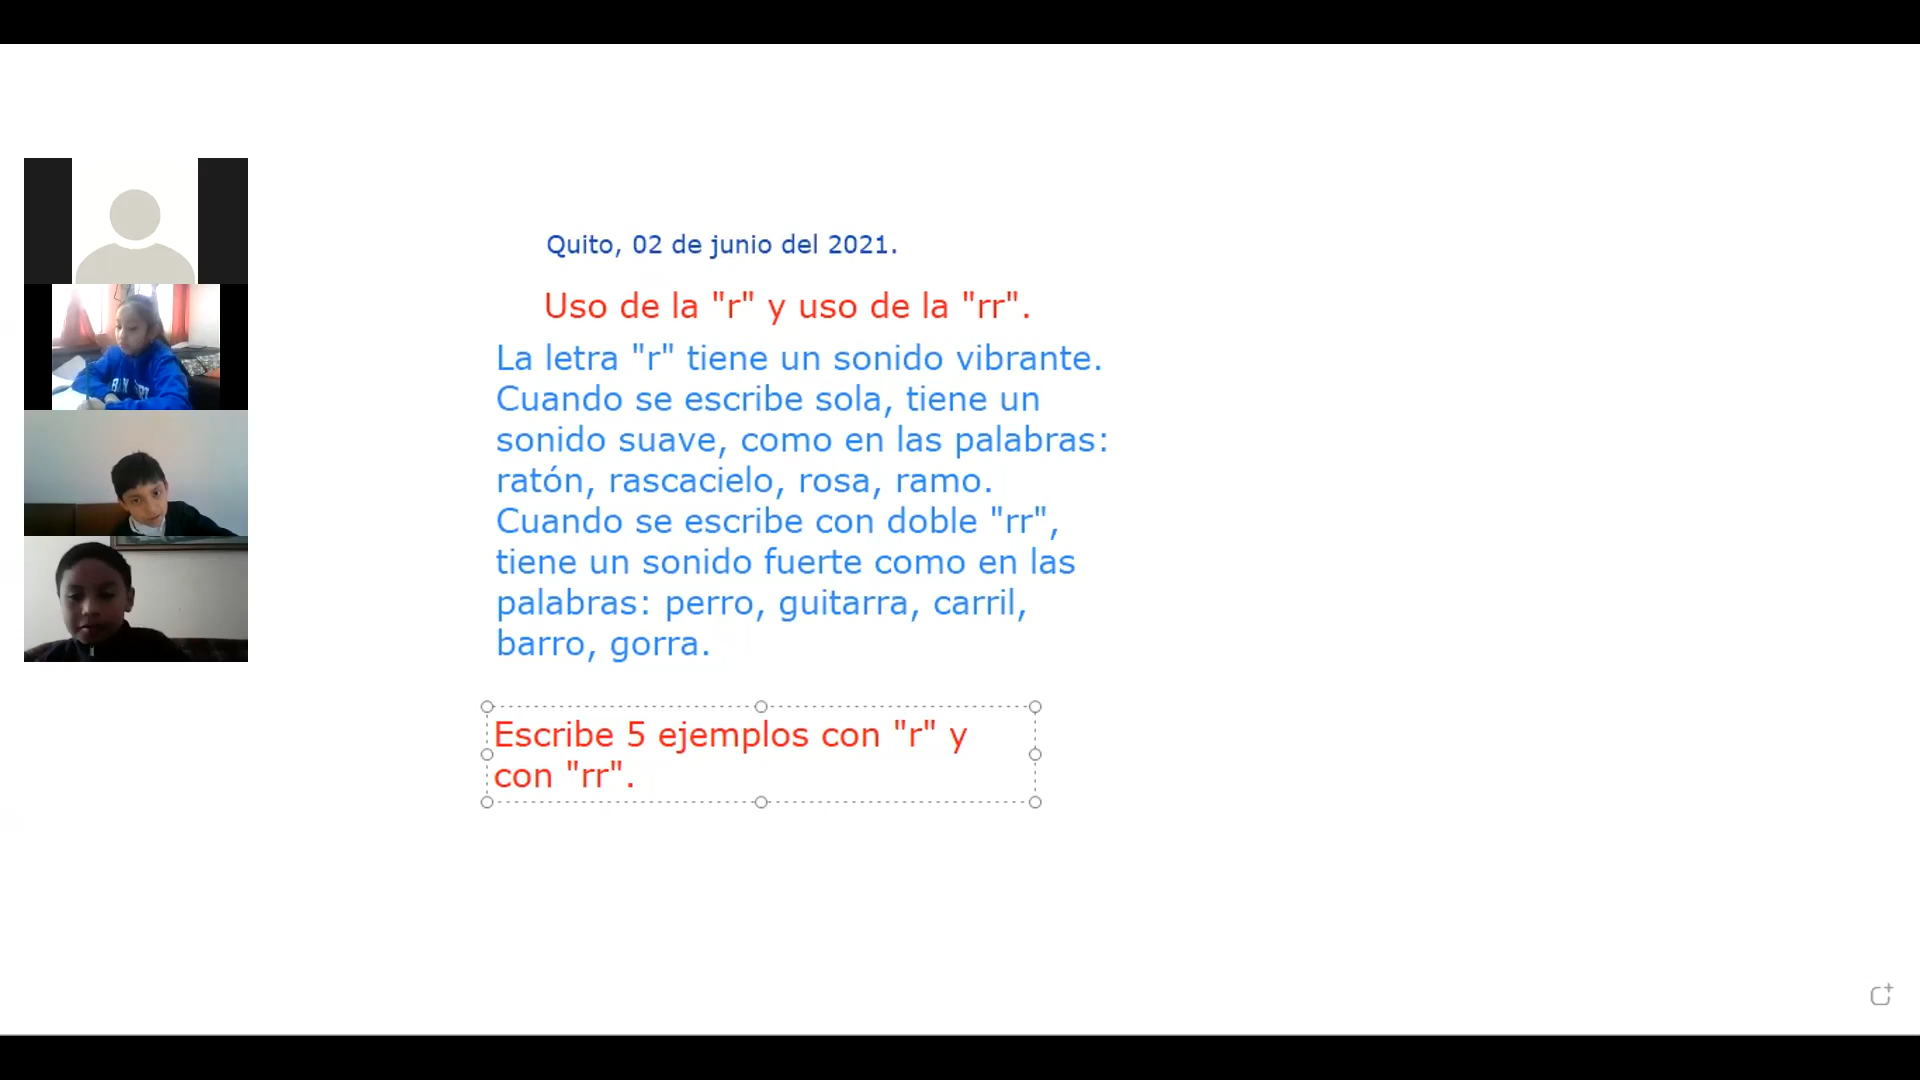 Quito, 02 de junio del 2021.
Uso de la "r" y uso de la "rr".
La letra "r" tiene un sonido vibrante.
Cuando se escribe sola, tiene un
sonido suave, como en las palabras:
ratón, rascacielo, rosa, ramo.
Cuando se escribe con doble "rr",
tiene un sonido fuerte como en las
palabras: perro, guitarra, carril,
barro, gorra.
Escribe 5 ejemplos con "r" y
con "rr".